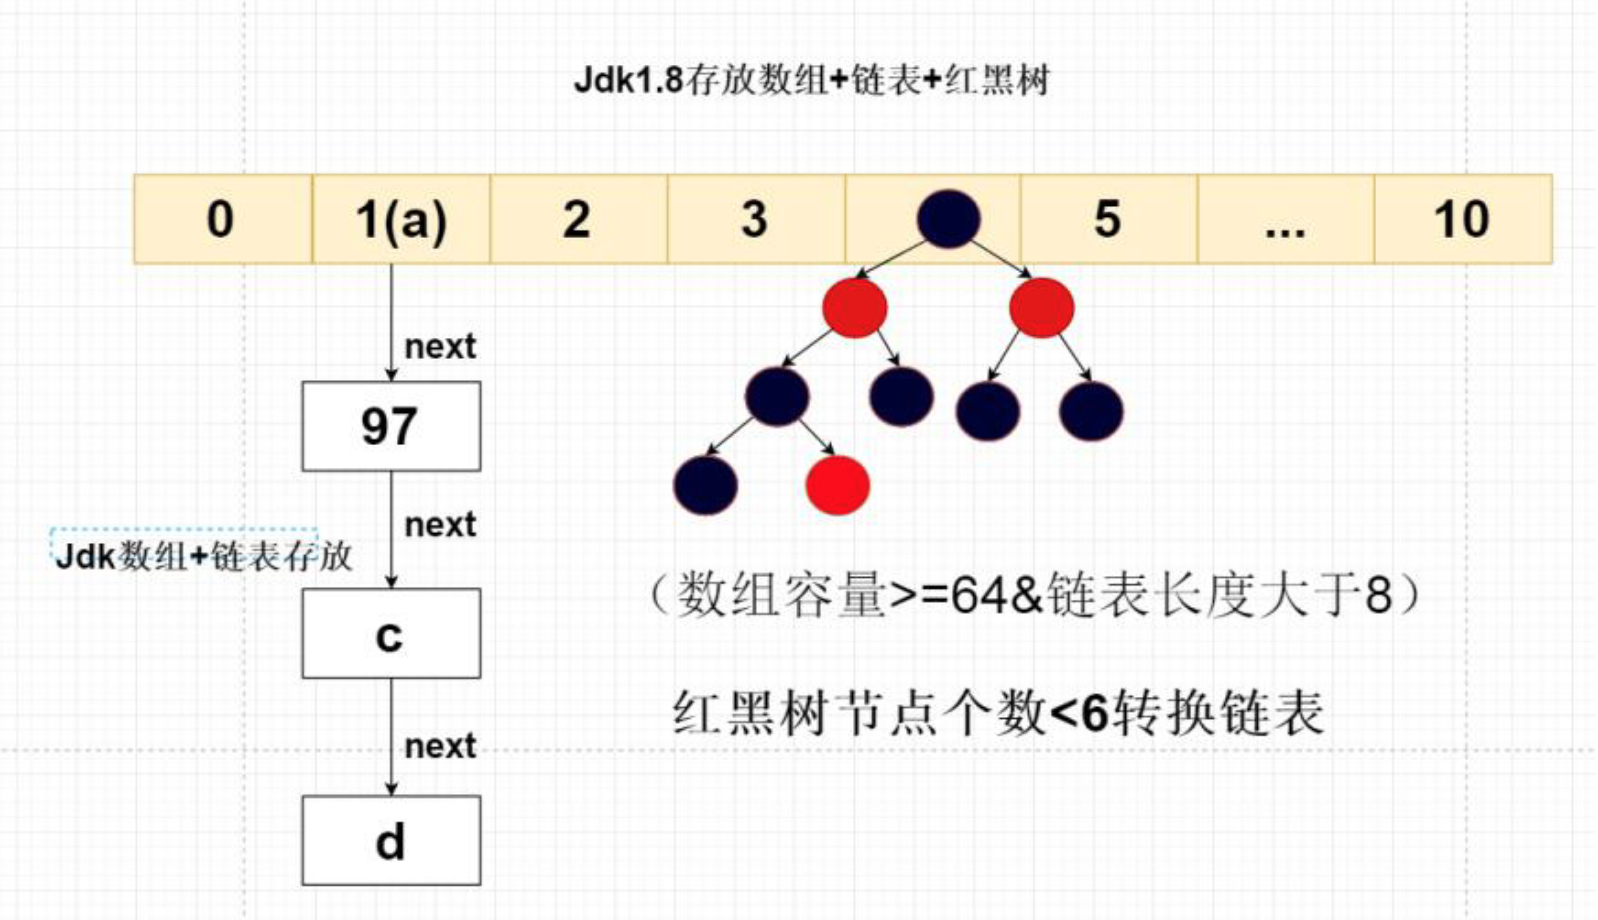 Jdk1.8存放数组+链表+红黑树
0 1(a) 2 3 5 ... 10
next
97
next
Jdk数组+链表存放
（数组容量>=64&链表长度大于8）
c
红黑树节点个数<6转换链表
next
d